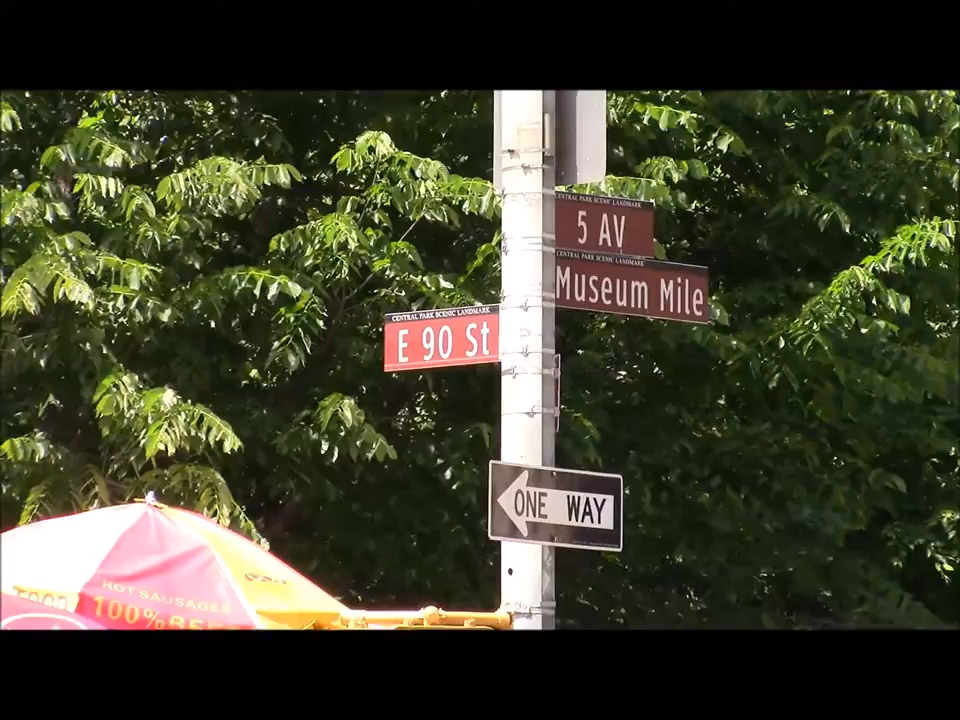 CENTRAL PARK SCENIC LANDMARK
5 AV
CENTRAL PARK SCENIC LANDMARK
Museum Mile
CENTRAL PARK SCENIC LANDMARK
E 90 St
ONE WAY
HOT SAUSAGES
100% BEEF